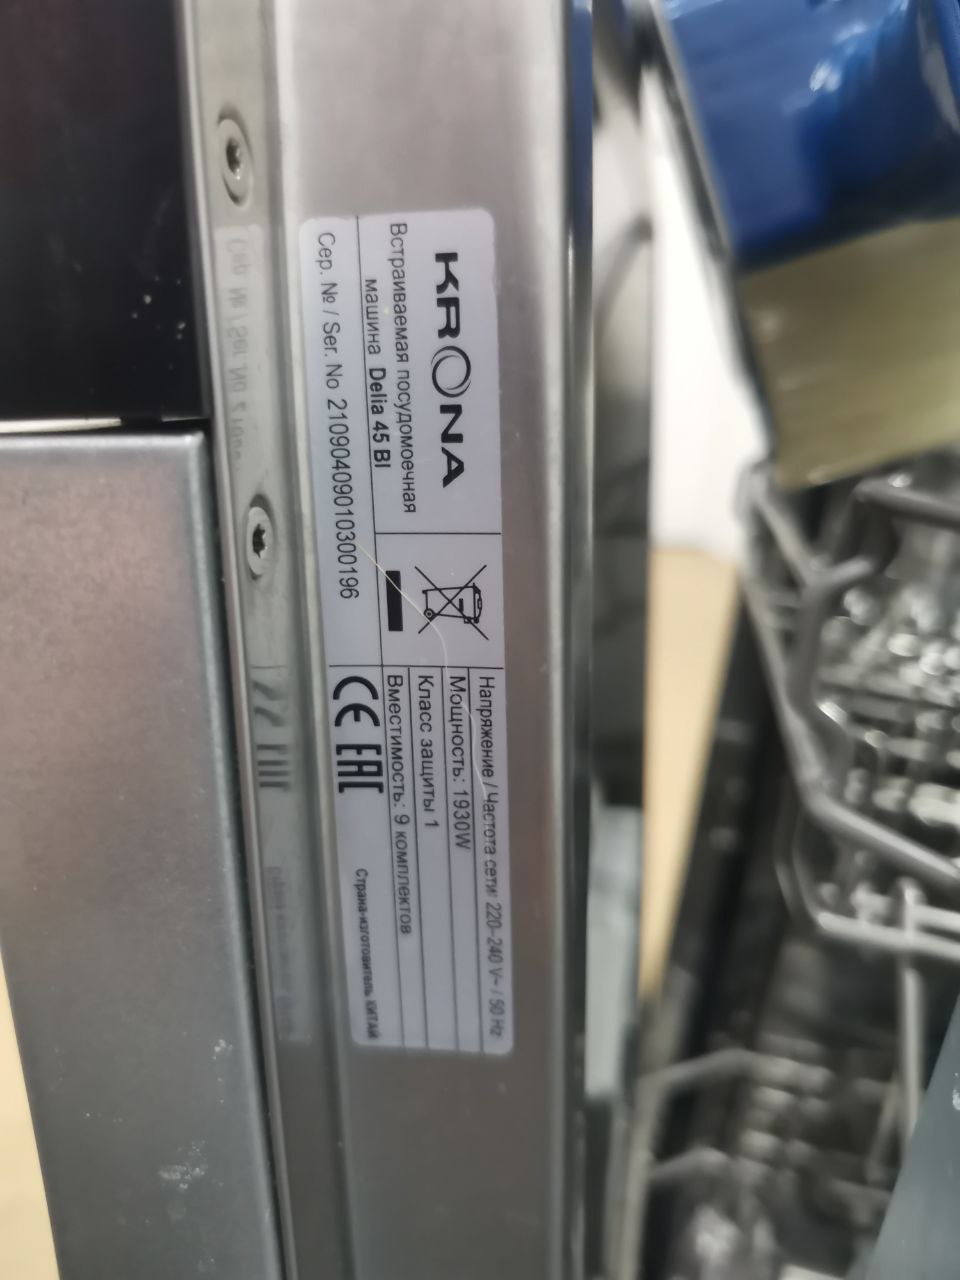 KRONA
Встраиваемая посудомоечная
машина Delia 45 BI
Сер. № / Ser. No 21090409010300196
Напряжение / Частота сети: 220–240 V~ / 50 Hz
Мощность: 1930W
Класс защиты 1
Вместимость: 9 комплектов
CE EAC
Страна-изготовитель КИТАЙ